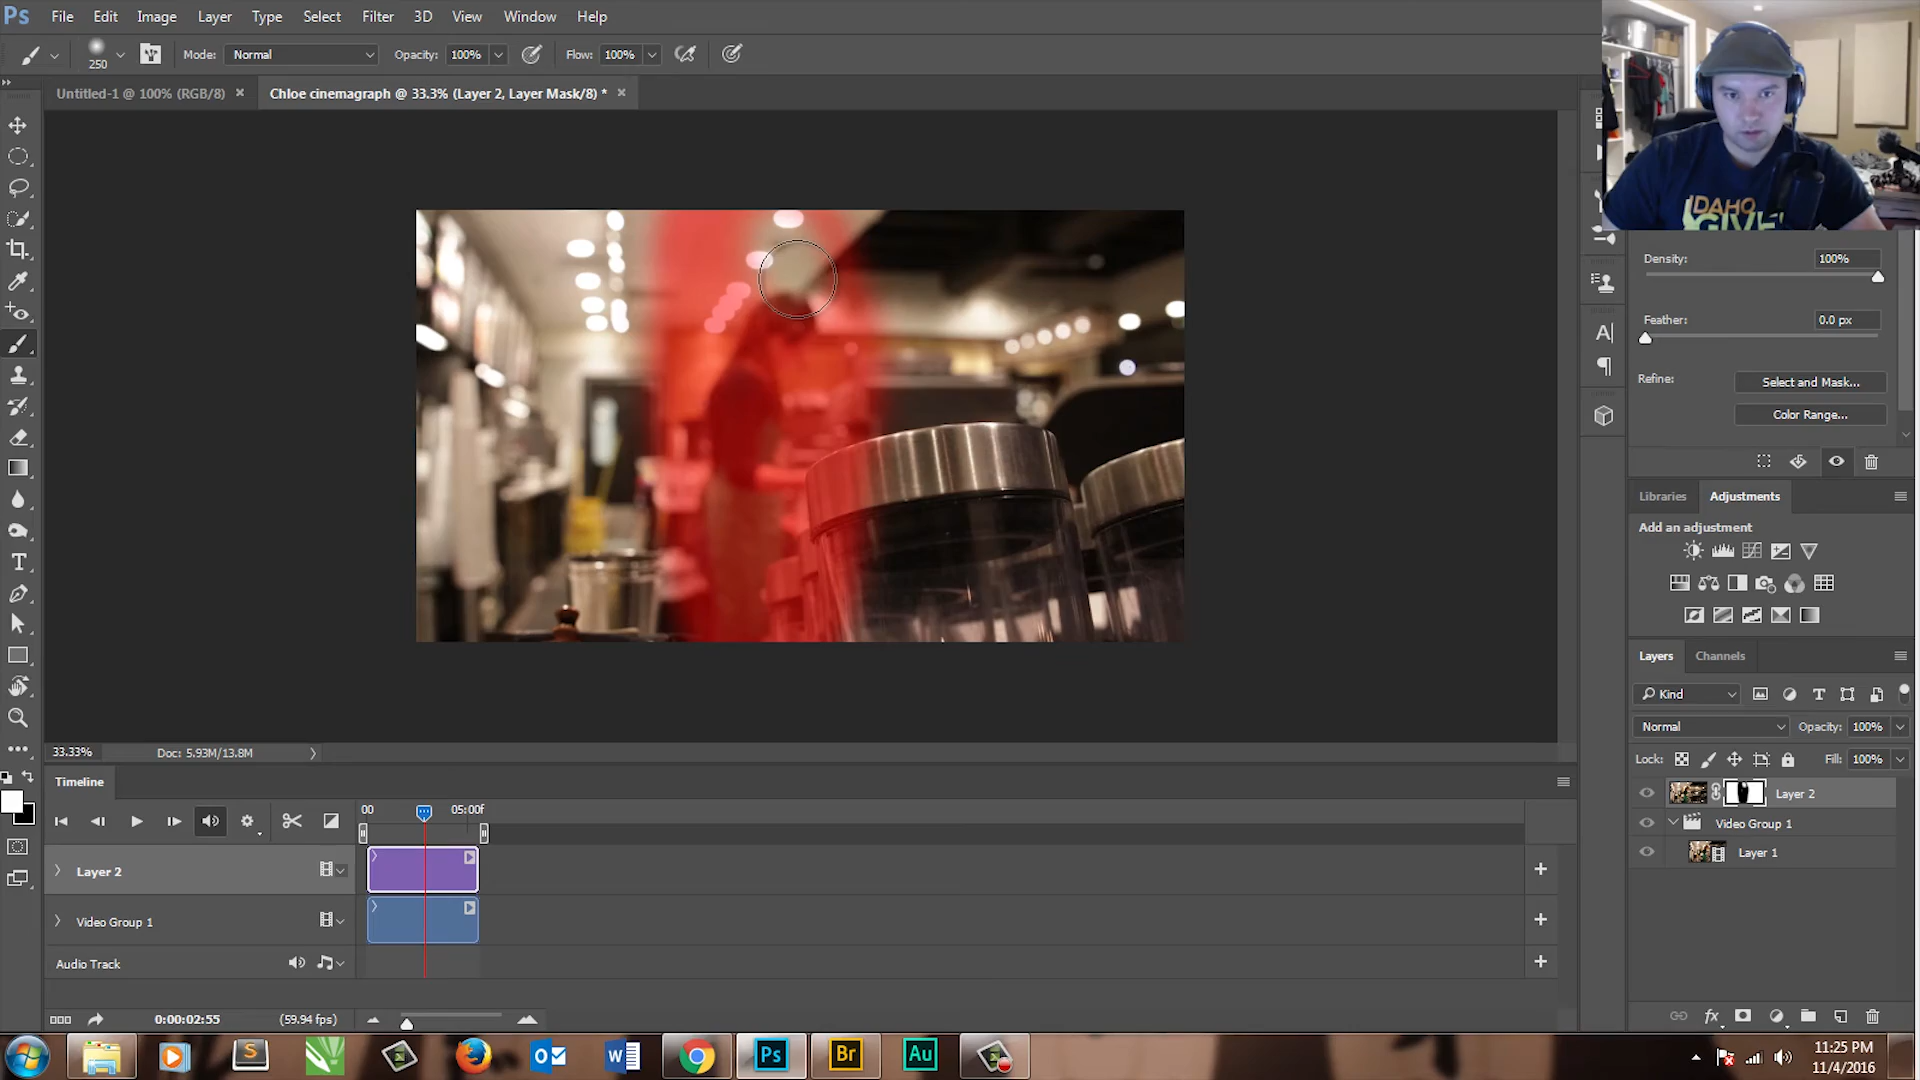 Ps File Edit Image Layer Type Select Filter 3D View Window Help
250 Mode: Normal Opacity: 100% Flow: 100%
Untitled-1 @ 100% (RGB/8) × Chloe cinemagraph @ 33.3% (Layer 2, Layer Mask/8) * ×
IDAHO
GIVE
Density: 100%
Feather: 0.0 px
Refine: Select and Mask...
Color Range...
Libraries Adjustments
Add an adjustment
Layers Channels
Kind
Normal Opacity: 100%
Lock: Fill: 100%
Layer 2
Video Group 1
Layer 1
33.33% Doc: 5.93M/13.8M
Timeline
00 05:00f
Layer 2
Video Group 1
Audio Track
0:00:02:55 (59.94 fps)
Ps Br Au
11:25 PM
11/4/2016